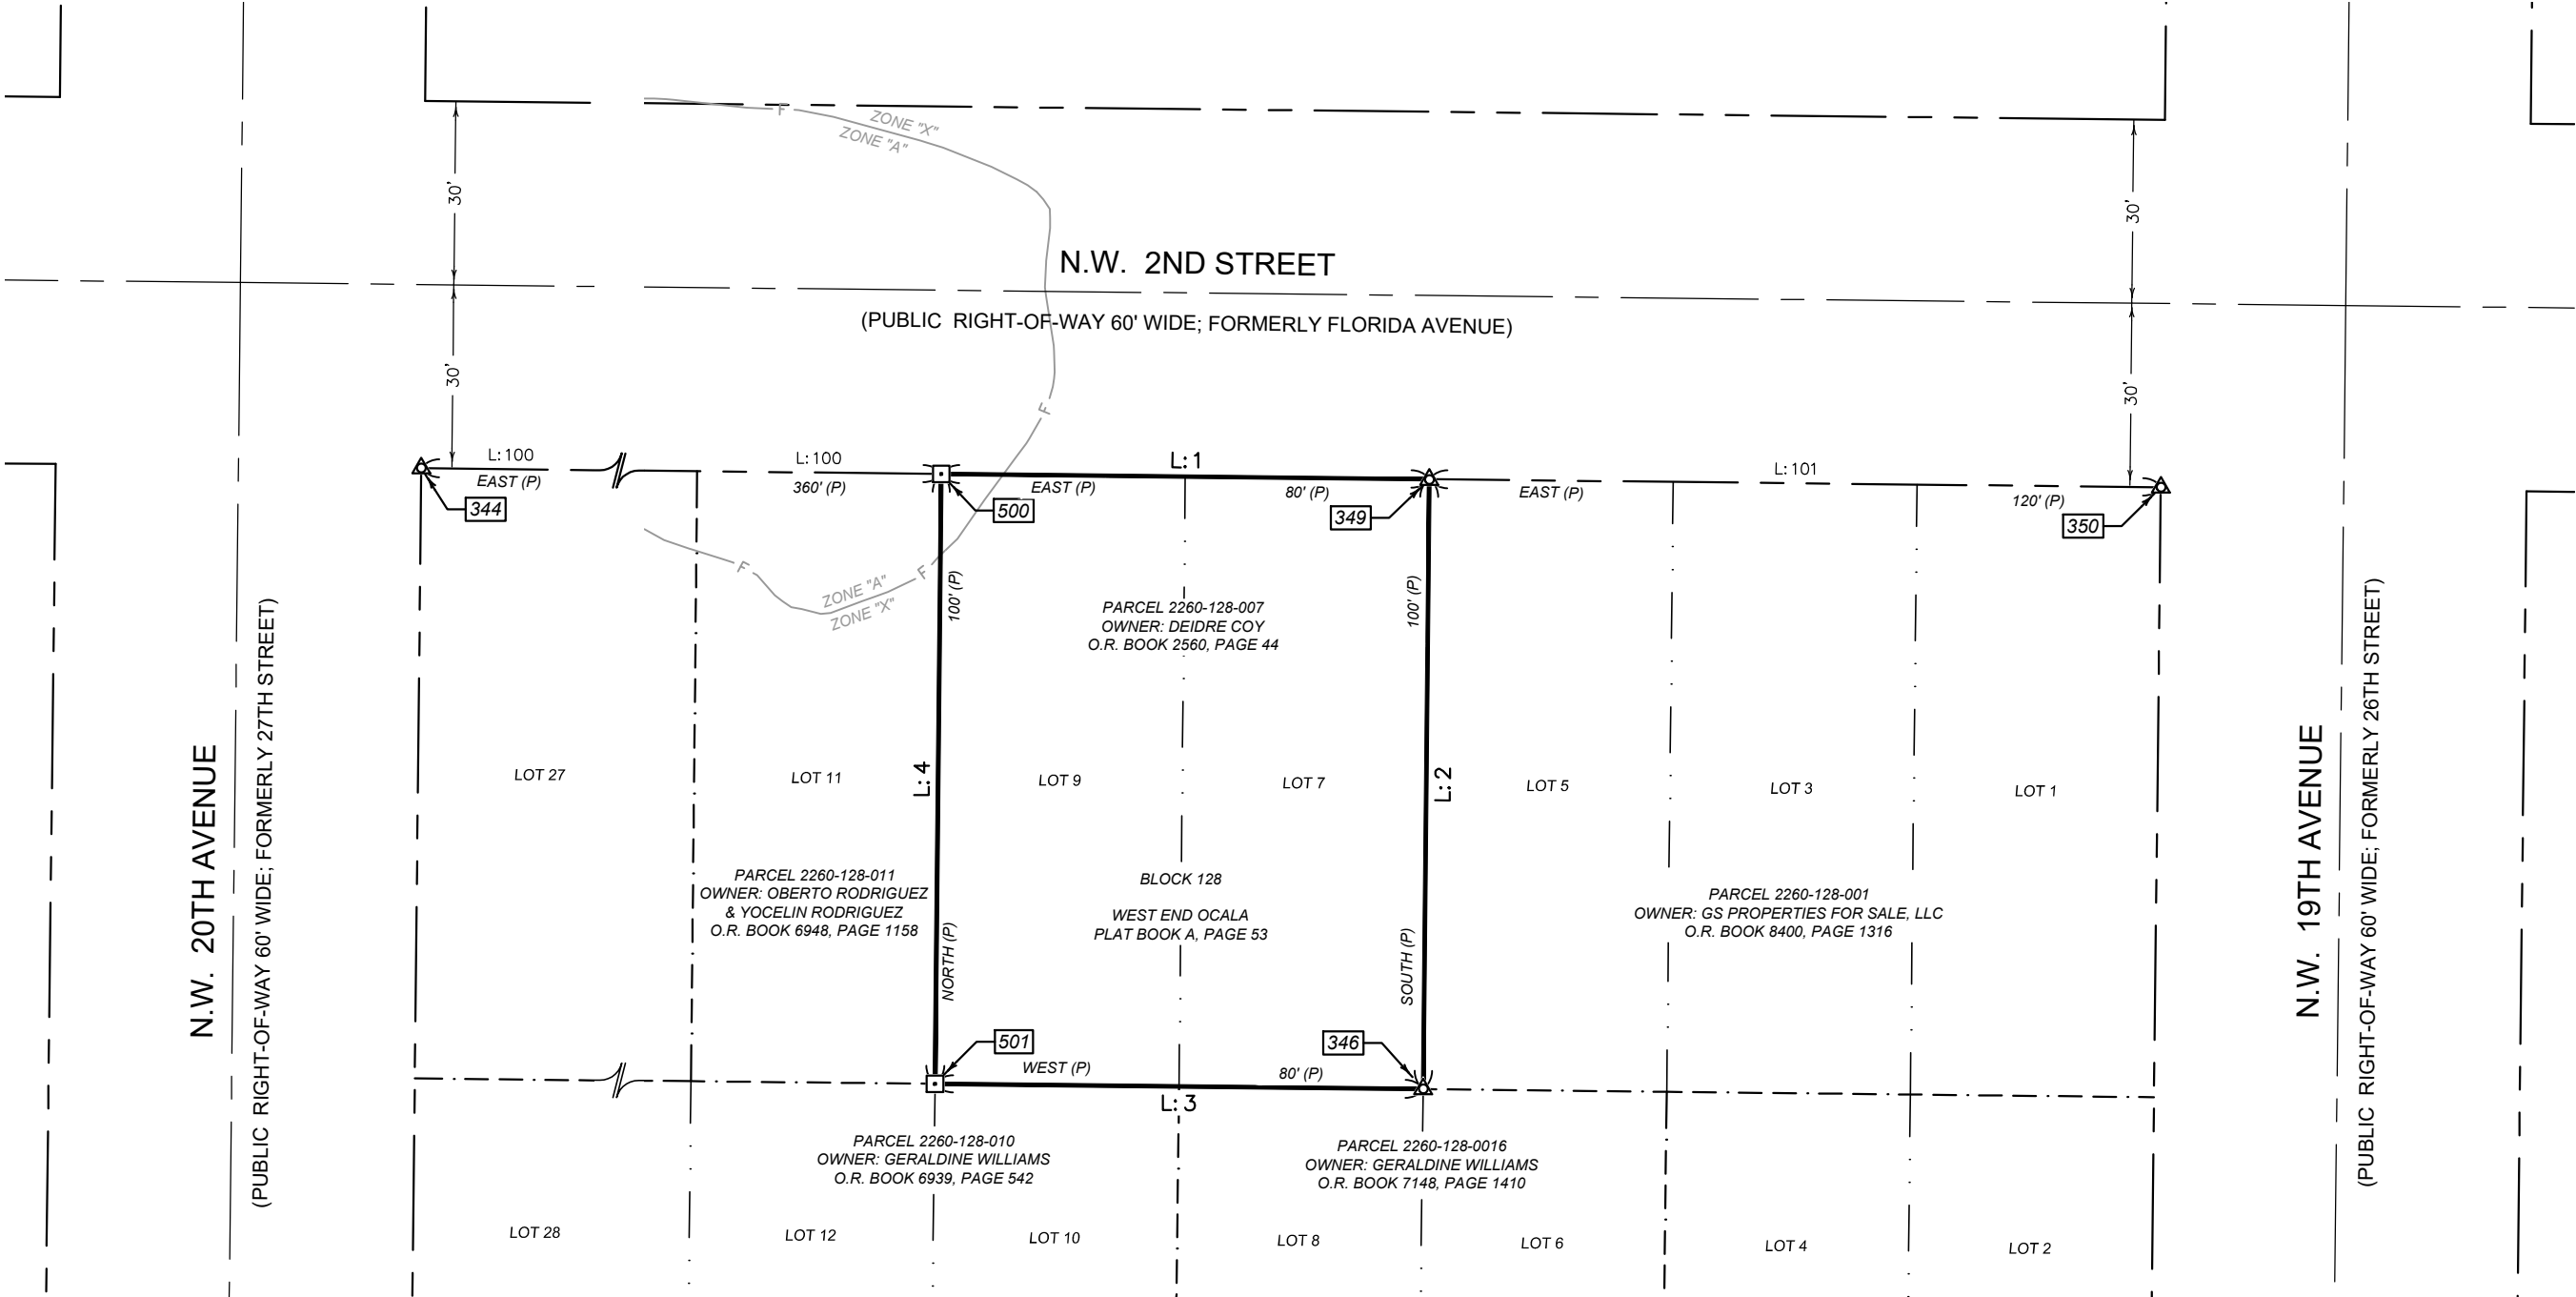 ZONE "X"
ZONE "A"
F
30'
30'
N.W. 2ND STREET
(PUBLIC RIGHT-OF-WAY 60' WIDE; FORMERLY FLORIDA AVENUE)
30'
30'
F
L: 100
EAST (P)
L: 100
360' (P)
L: 1
EAST (P)
80' (P)
L: 101
EAST (P)
120' (P)
344
500
349
350
F
F
ZONE "A"
ZONE "X"
100' (P)
100' (P)
PARCEL 2260-128-007
OWNER: DEIDRE COY
O.R. BOOK 2560, PAGE 44
N.W. 20TH AVENUE
(PUBLIC RIGHT-OF-WAY 60' WIDE; FORMERLY 27TH STREET)
LOT 27
LOT 11
L: 4
LOT 9
LOT 7
L: 2
LOT 5
LOT 3
LOT 1
N.W. 19TH AVENUE
(PUBLIC RIGHT-OF-WAY 60' WIDE; FORMERLY 26TH STREET)
PARCEL 2260-128-011
OWNER: OBERTO RODRIGUEZ
& YOCELIN RODRIGUEZ
O.R. BOOK 6948, PAGE 1158
BLOCK 128
WEST END OCALA
PLAT BOOK A, PAGE 53
PARCEL 2260-128-001
OWNER: GS PROPERTIES FOR SALE, LLC
O.R. BOOK 8400, PAGE 1316
NORTH (P)
SOUTH (P)
501
346
WEST (P)
80' (P)
L: 3
PARCEL 2260-128-010
OWNER: GERALDINE WILLIAMS
O.R. BOOK 6939, PAGE 542
PARCEL 2260-128-0016
OWNER: GERALDINE WILLIAMS
O.R. BOOK 7148, PAGE 1410
LOT 28
LOT 12
LOT 10
LOT 8
LOT 6
LOT 4
LOT 2